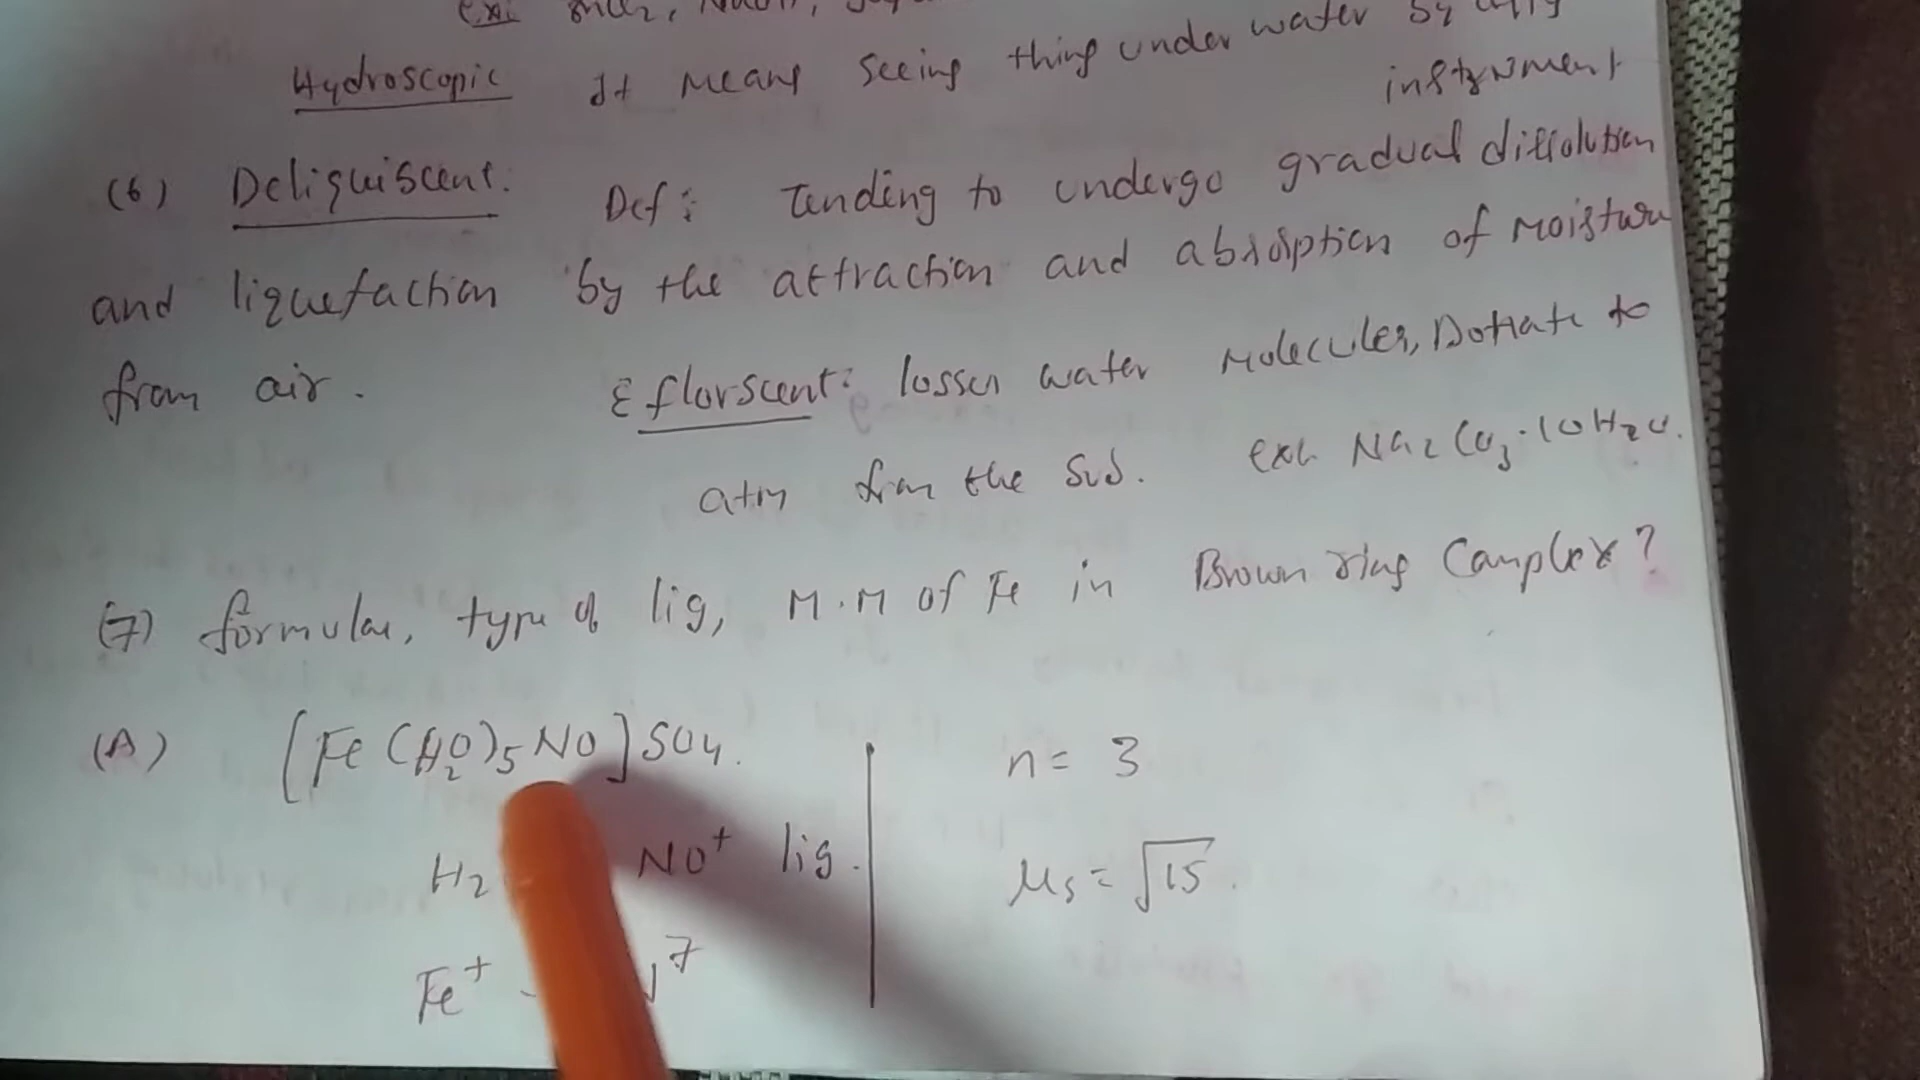 Hydroscopic It means seeing thing under water by
instrument
(6) Deliquiscent: Def: Tending to undergo gradual dissolution
and liquefaction by the attraction and absorption of moisture
from air.
Eflorscent: losses water molecules, to
atm from the sub. ex: Na2CO3.10H2O.
(7) formulae, type of lig, M.M of Fe in Brown ring Complex?
(A) [Fe(H2O)5NO]SO4. n= 3
H2 NO+ lig. μs = √15.
Fe+ 7